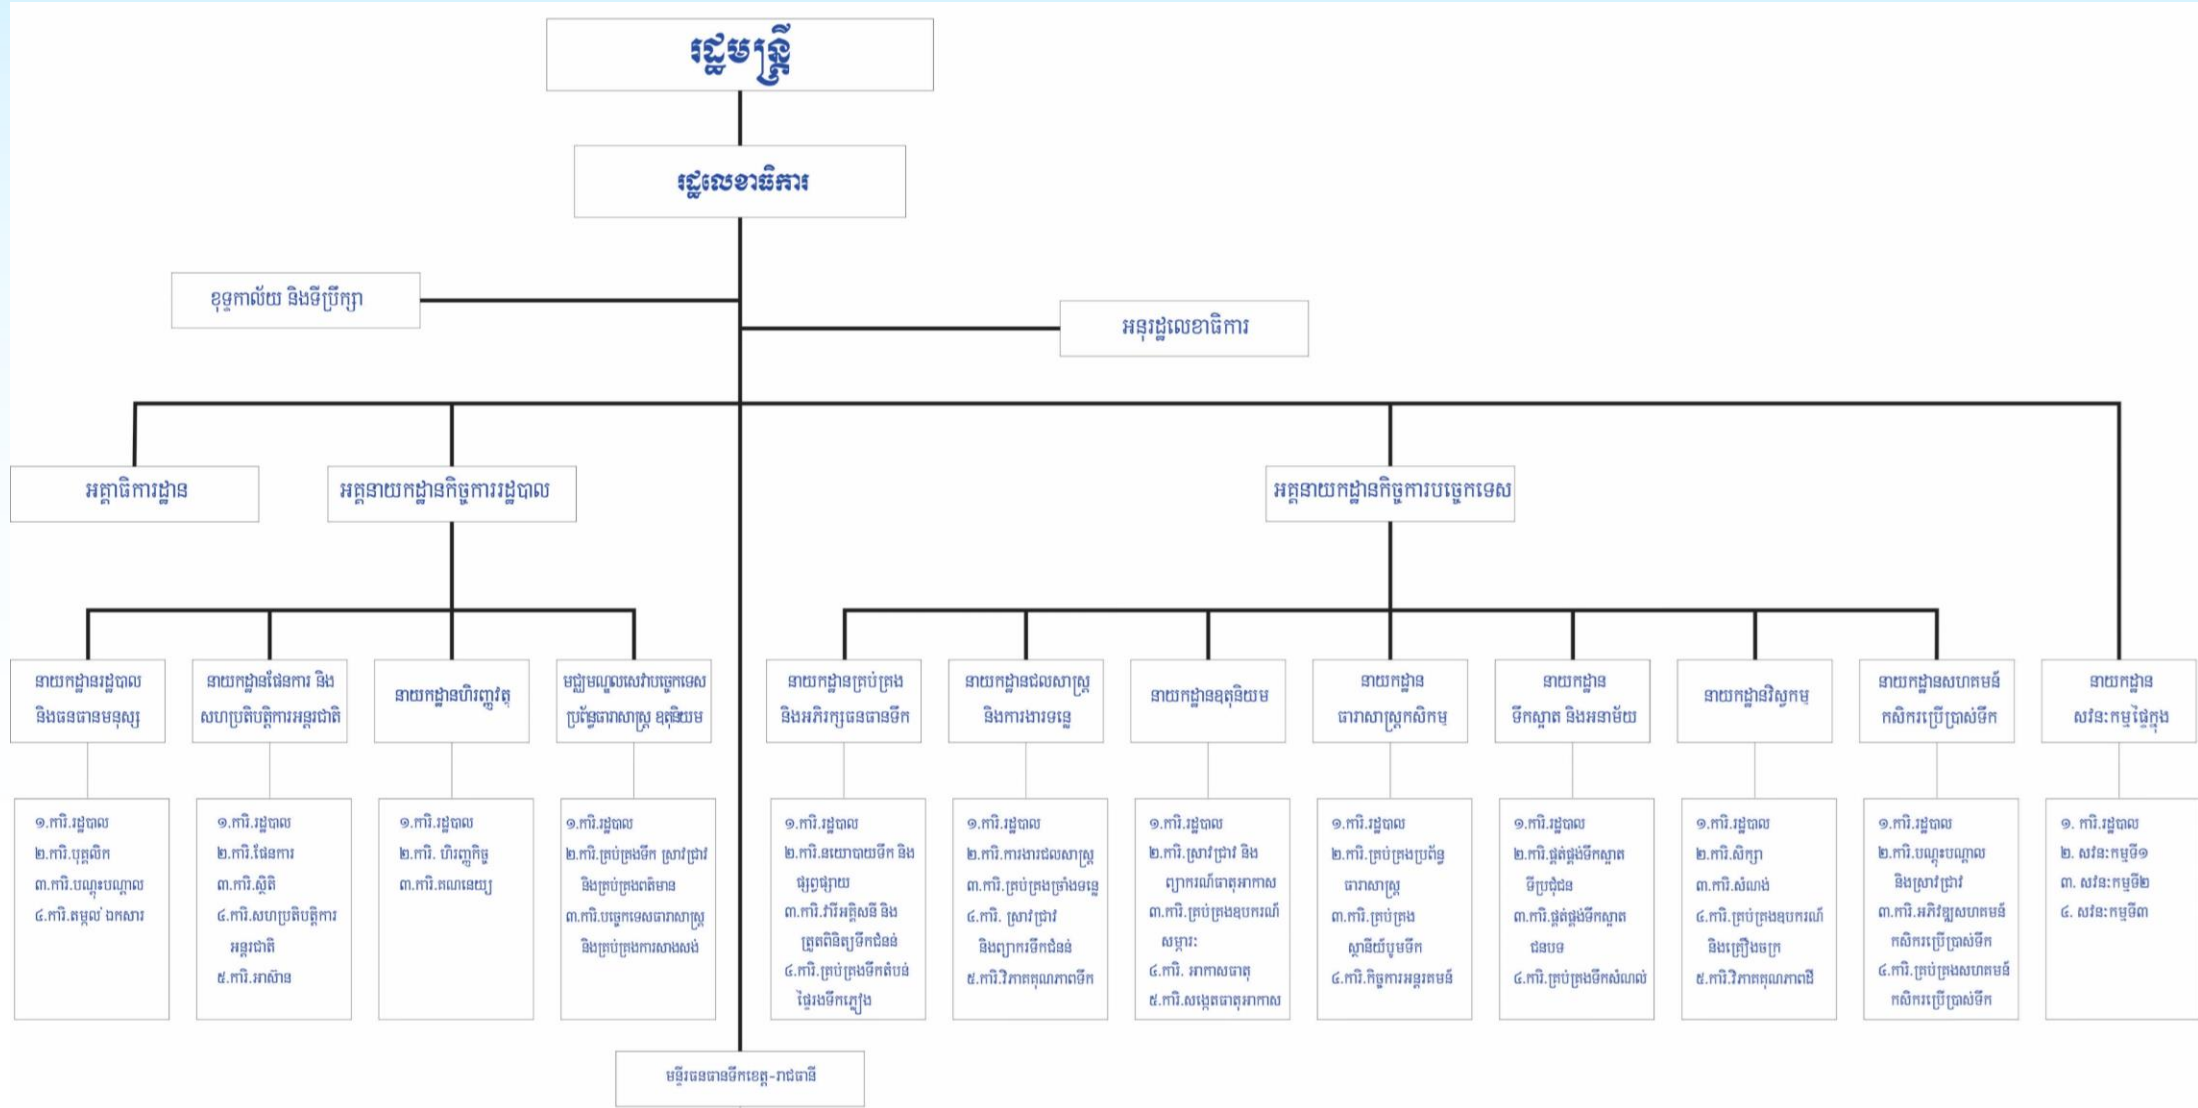 រដ្ឋមន្ត្រី
រដ្ឋលេខាធិការ
ខុទ្ទកាល័យ និងទីប្រឹក្សា
អនុរដ្ឋលេខាធិការ
អគ្គាធិការដ្ឋាន
អគ្គនាយកដ្ឋានកិច្ចការរដ្ឋបាល
អគ្គនាយកដ្ឋានកិច្ចការបច្ចេកទេស
នាយកដ្ឋានរដ្ឋបាល
និងធនធានមនុស្ស
នាយកដ្ឋានផែនការ និង
សហប្រតិបត្តិការអន្តរជាតិ
នាយកដ្ឋានហិរញ្ញវត្ថុ
មជ្ឈមណ្ឌលសេវាបច្ចេកទេស
ប្រព័ន្ធធារាសាស្ត្រ ឧតុនិយម
នាយកដ្ឋានគ្រប់គ្រង
និងអភិរក្សធនធានទឹក
នាយកដ្ឋានជលសាស្ត្រ
និងការងារទន្លេ
នាយកដ្ឋានឧតុនិយម
នាយកដ្ឋាន
ធារាសាស្ត្រកសិកម្ម
នាយកដ្ឋាន
ទឹកស្អាត និងអនាម័យ
នាយកដ្ឋានវិស្វកម្ម
នាយកដ្ឋានសហគមន៍
កសិករប្រើប្រាស់ទឹក
នាយកដ្ឋាន
សវនៈកម្មផ្ទៃក្នុង
១.ការិ.រដ្ឋបាល
២.ការិ.បុគ្គលិក
៣.ការិ.បណ្តុះបណ្តាល
៤.ការិ.តម្កល់ ឯកសារ
១.ការិ.រដ្ឋបាល
២.ការិ.ផែនការ
៣.ការិ.ស្ថិតិ
៤.ការិ.សហប្រតិបត្តិការ
អន្តរជាតិ
៥.ការិ.អាស៊ាន
១.ការិ.រដ្ឋបាល
២.ការិ. ហិរញ្ញកិច្ច
៣.ការិ.គណនេយ្យ
១.ការិ.រដ្ឋបាល
២.ការិ.គ្រប់គ្រងទឹក ស្រាវជ្រាវ
និងគ្រប់គ្រងពត៌មាន
៣.ការិ.បច្ចេកទេសធារាសាស្ត្រ
និងគ្រប់គ្រងការសាងសង់
១.ការិ.រដ្ឋបាល
២.ការិ.នយោបាយទឹក និង
ផ្សព្វផ្សាយ
៣.ការិ.វារីអគ្គិសនី និង
ត្រួតពិនិត្យទឹកជំនន់
៤.ការិ.គ្រប់គ្រងទឹកតំបន់
ផ្ទៃរងទឹកភ្លៀង
១.ការិ.រដ្ឋបាល
២.ការិ.ការងារជលសាស្ត្រ
៣.ការិ.គ្រប់គ្រងច្រាំងទន្លេ
៤.ការិ. ស្រាវជ្រាវ
និងព្យាករទឹកជំនន់
៥.ការិ.វិភាគគុណភាពទឹក
១.ការិ.រដ្ឋបាល
២.ការិ.ស្រាវជ្រាវ និង
ព្យាករណ៍ធាតុអាកាស
៣.ការិ.គ្រប់គ្រងឧបករណ៍
សម្ភារៈ
៤.ការិ. អាកាសធាតុ
៥.ការិ.សង្កេតធាតុអាកាស
១.ការិ.រដ្ឋបាល
២.ការិ.គ្រប់គ្រងប្រព័ន្ធ
ធារាសាស្ត្រ
៣.ការិ.គ្រប់គ្រង
ស្ថានីយ៍បូមទឹក
៤.ការិ.កិច្ចការអន្តរគមន៍
១.ការិ.រដ្ឋបាល
២.ការិ.ផ្គត់ផ្គង់ទឹកស្អាត
ទីប្រជុំជន
៣.ការិ.ផ្គត់ផ្គង់ទឹកស្អាត
ជនបទ
៤.ការិ.គ្រប់គ្រងទឹកសំណល់
១.ការិ.រដ្ឋបាល
២.ការិ.សិក្សា
៣.ការិ.សំណង់
៤.ការិ.គ្រប់គ្រងឧបករណ៍
និងគ្រឿងចក្រ
៥.ការិ.វិភាគគុណភាពដី
១.ការិ.រដ្ឋបាល
២.ការិ.បណ្តុះបណ្តាល
និងស្រាវជ្រាវ
៣.ការិ.អភិវឌ្ឍសហគមន៍
កសិករប្រើប្រាស់ទឹក
៤.ការិ.គ្រប់គ្រងសហគមន៍
កសិករប្រើប្រាស់ទឹក
១. ការិ.រដ្ឋបាល
២. សវនៈកម្មទី១
៣. សវនៈកម្មទី២
៤. សវនៈកម្មទី៣
មន្ទីរធនធានទឹកខេត្ត-រាជធានី